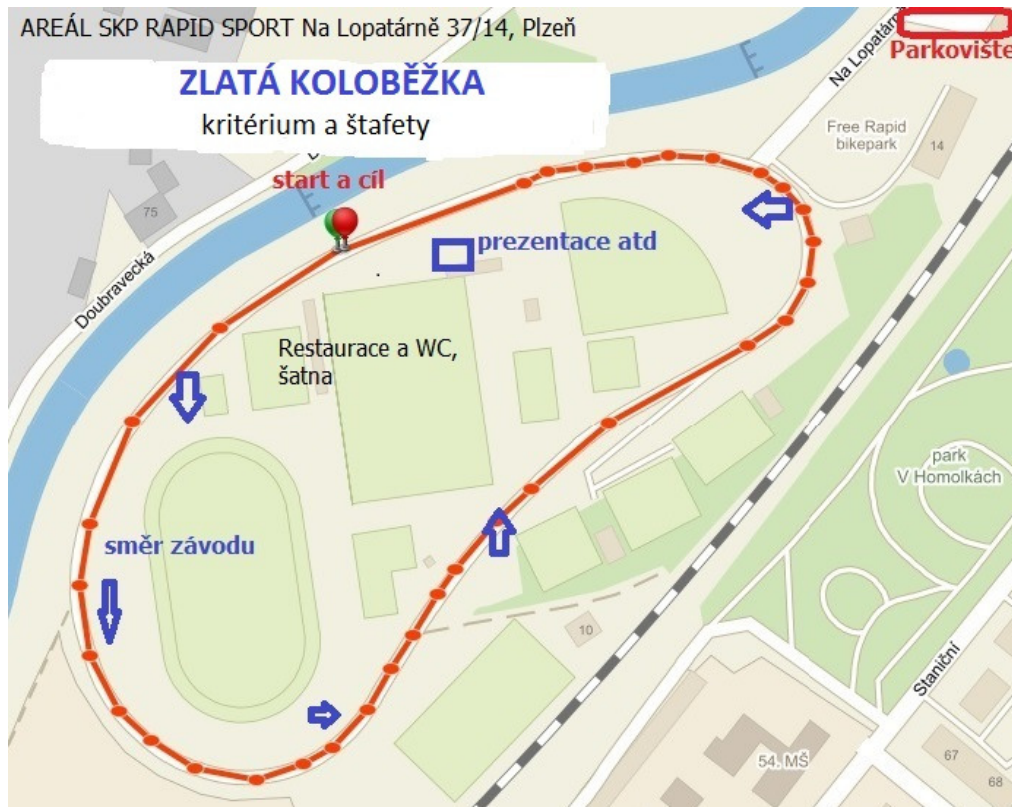 AREÁL SKP RAPID SPORT Na Lopatárně 37/14, Plzeň
ZLATÁ KOLOBĚŽKA
kritérium a štafety
Na Lopatárně
Parkoviště
Free Rapid
bikepark
14
start a cíl
75
Doubravecká
prezentace atd
Restaurace a WC,
šatna
park
V Homolkách
směr závodu
10
Staniční
54. MŠ
67
68